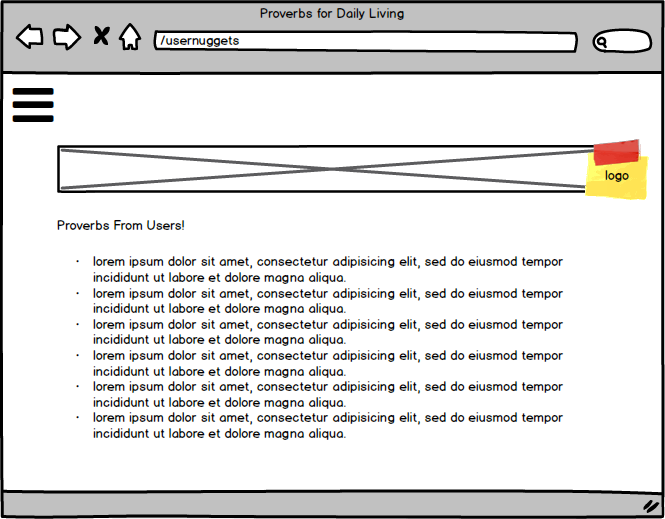 Proverbs for Daily Living
/usernuggets
logo
Proverbs From Users!
• lorem ipsum dolor sit amet, consectetur adipisicing elit, sed do eiusmod tempor
incididunt ut labore et dolore magna aliqua.
• lorem ipsum dolor sit amet, consectetur adipisicing elit, sed do eiusmod tempor
incididunt ut labore et dolore magna aliqua.
• lorem ipsum dolor sit amet, consectetur adipisicing elit, sed do eiusmod tempor
incididunt ut labore et dolore magna aliqua.
• lorem ipsum dolor sit amet, consectetur adipisicing elit, sed do eiusmod tempor
incididunt ut labore et dolore magna aliqua.
• lorem ipsum dolor sit amet, consectetur adipisicing elit, sed do eiusmod tempor
incididunt ut labore et dolore magna aliqua.
• lorem ipsum dolor sit amet, consectetur adipisicing elit, sed do eiusmod tempor
incididunt ut labore et dolore magna aliqua.